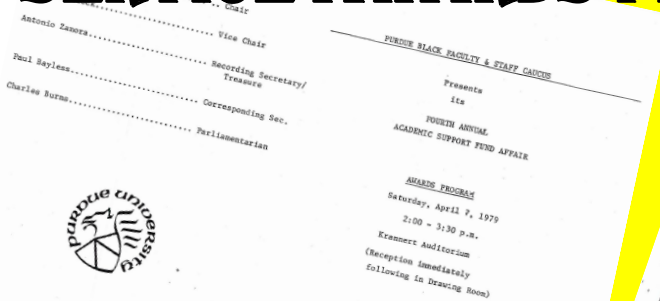 Chair
Vice Chair
Antonio Zamora
Recording Secretary/
Treasure
Paul Bayless
Corresponding Sec.
Charles Burns
Parliamentarian
PURDUE UNIVERSITY
PURDUE BLACK FACULTY & STAFF CAUCUS
Presents
its
FOURTH ANNUAL
ACADEMIC SUPPORT FUND AFFAIR
AWARDS PROGRAM
Saturday, April 7, 1979
2:00 - 3:30 p.m.
Krannert Auditorium
(Reception immediately
following in Drawing Room)